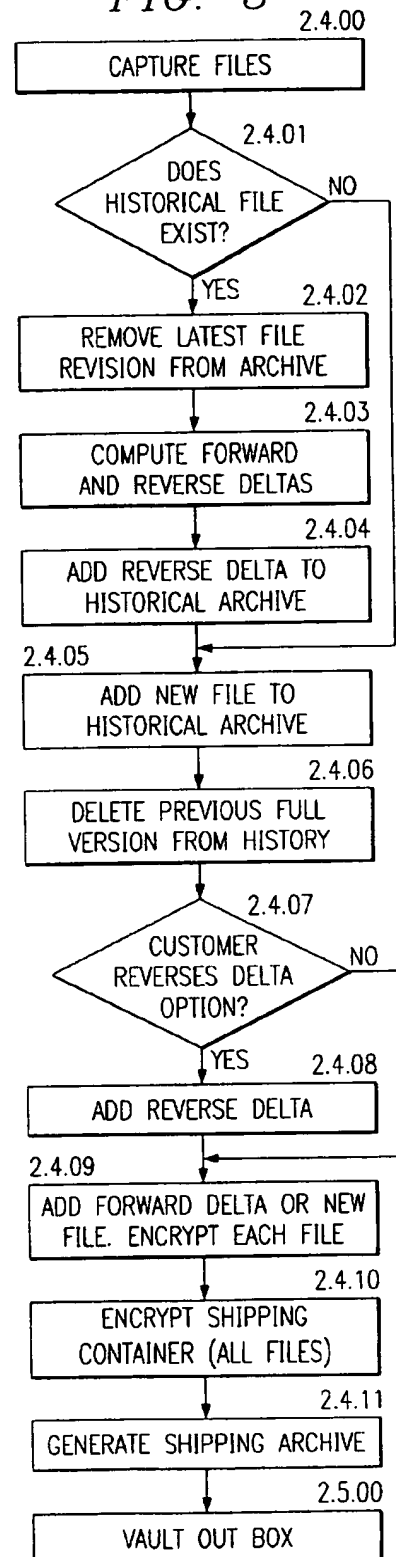 FIG.
2.4.00
CAPTURE FILES
2.4.01
DOES
HISTORICAL FILE
EXIST?
NO
YES
2.4.02
REMOVE LATEST FILE
REVISION FROM ARCHIVE
2.4.03
COMPUTE FORWARD
AND REVERSE DELTAS
2.4.04
ADD REVERSE DELTA TO
HISTORICAL ARCHIVE
2.4.05
ADD NEW FILE TO
HISTORICAL ARCHIVE
2.4.06
DELETE PREVIOUS FULL
VERSION FROM HISTORY
2.4.07
CUSTOMER
REVERSES DELTA
OPTION?
NO
YES
2.4.08
ADD REVERSE DELTA
2.4.09
ADD FORWARD DELTA OR NEW
FILE. ENCRYPT EACH FILE
2.4.10
ENCRYPT SHIPPING
CONTAINER (ALL FILES)
2.4.11
GENERATE SHIPPING ARCHIVE
2.5.00
VAULT OUT BOX